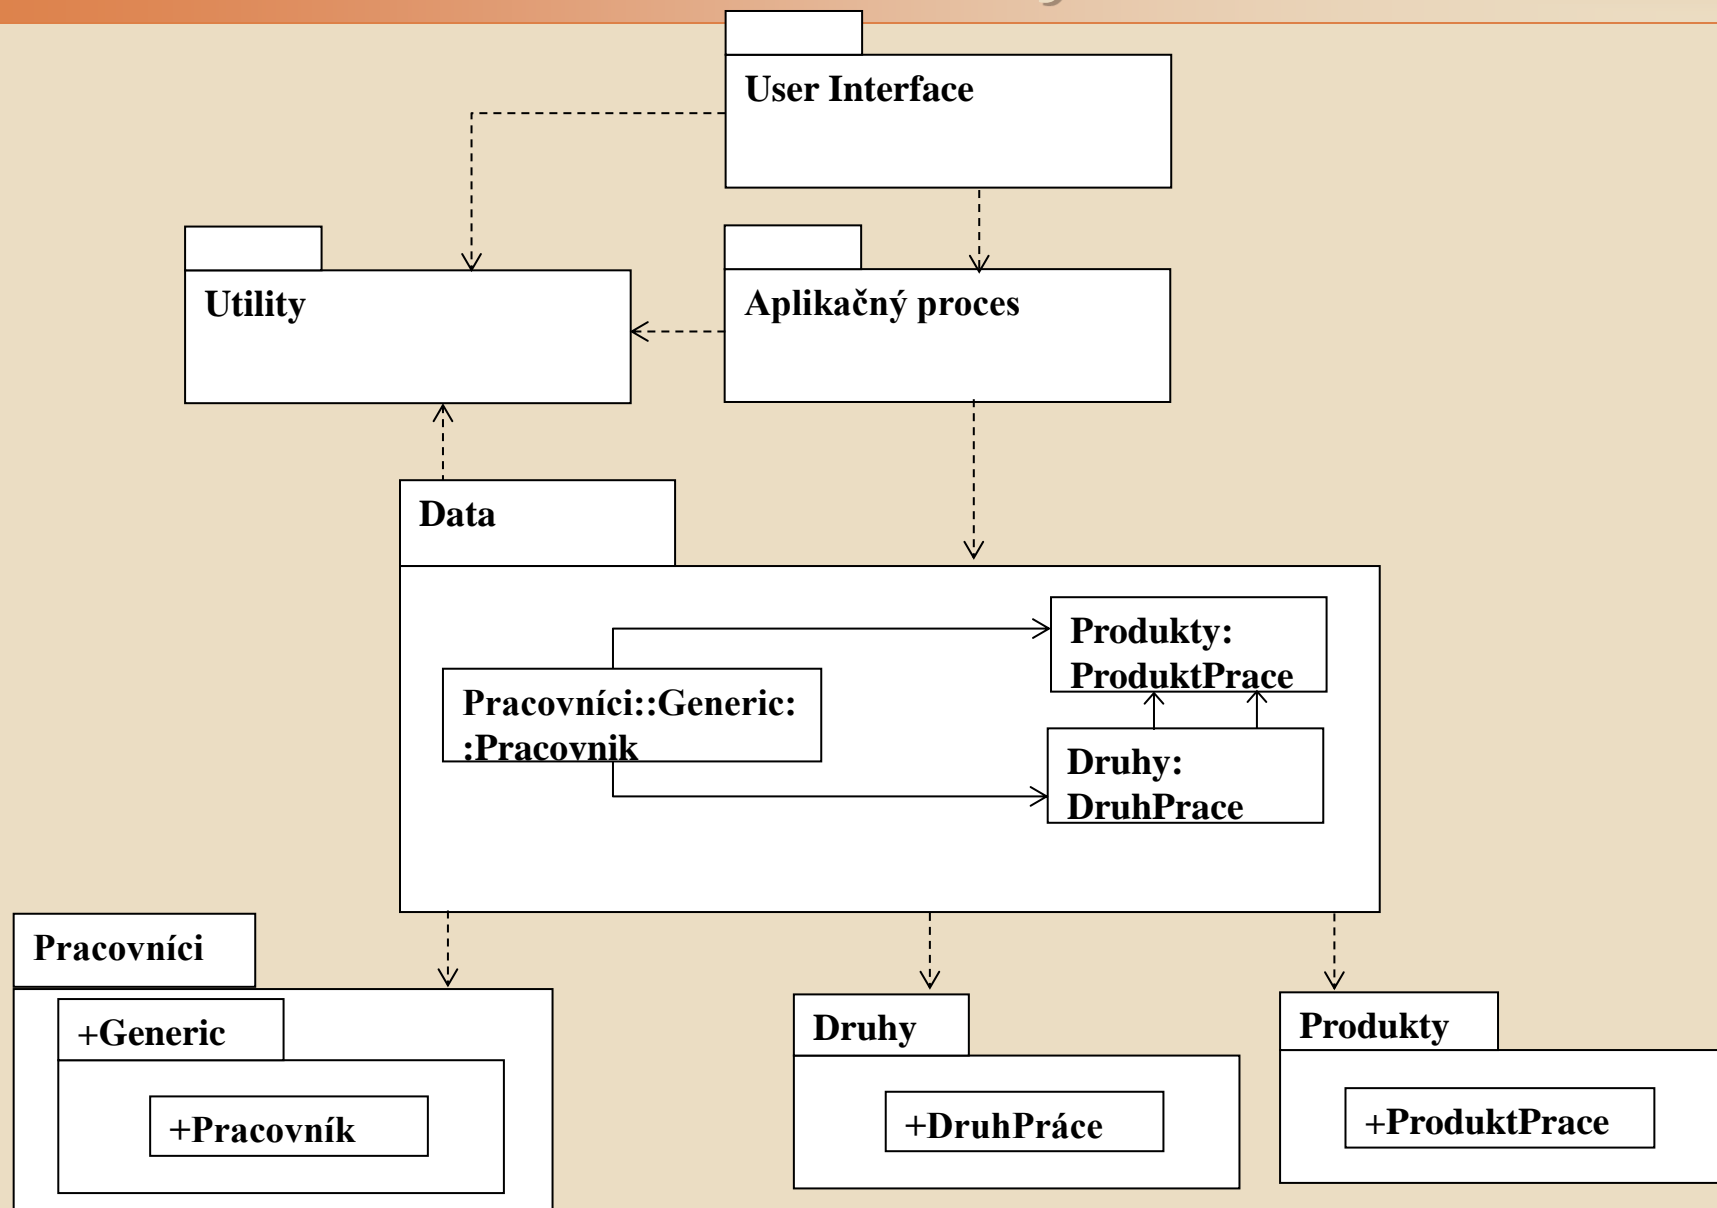 User Interface
Utility
Aplikačný proces
Data
Produkty:
ProduktPrace
Pracovníci::Generic:
:Pracovnik
Druhy:
DruhPrace
Pracovníci
+Generic
+Pracovník
Druhy
+DruhPráce
Produkty
+ProduktPrace